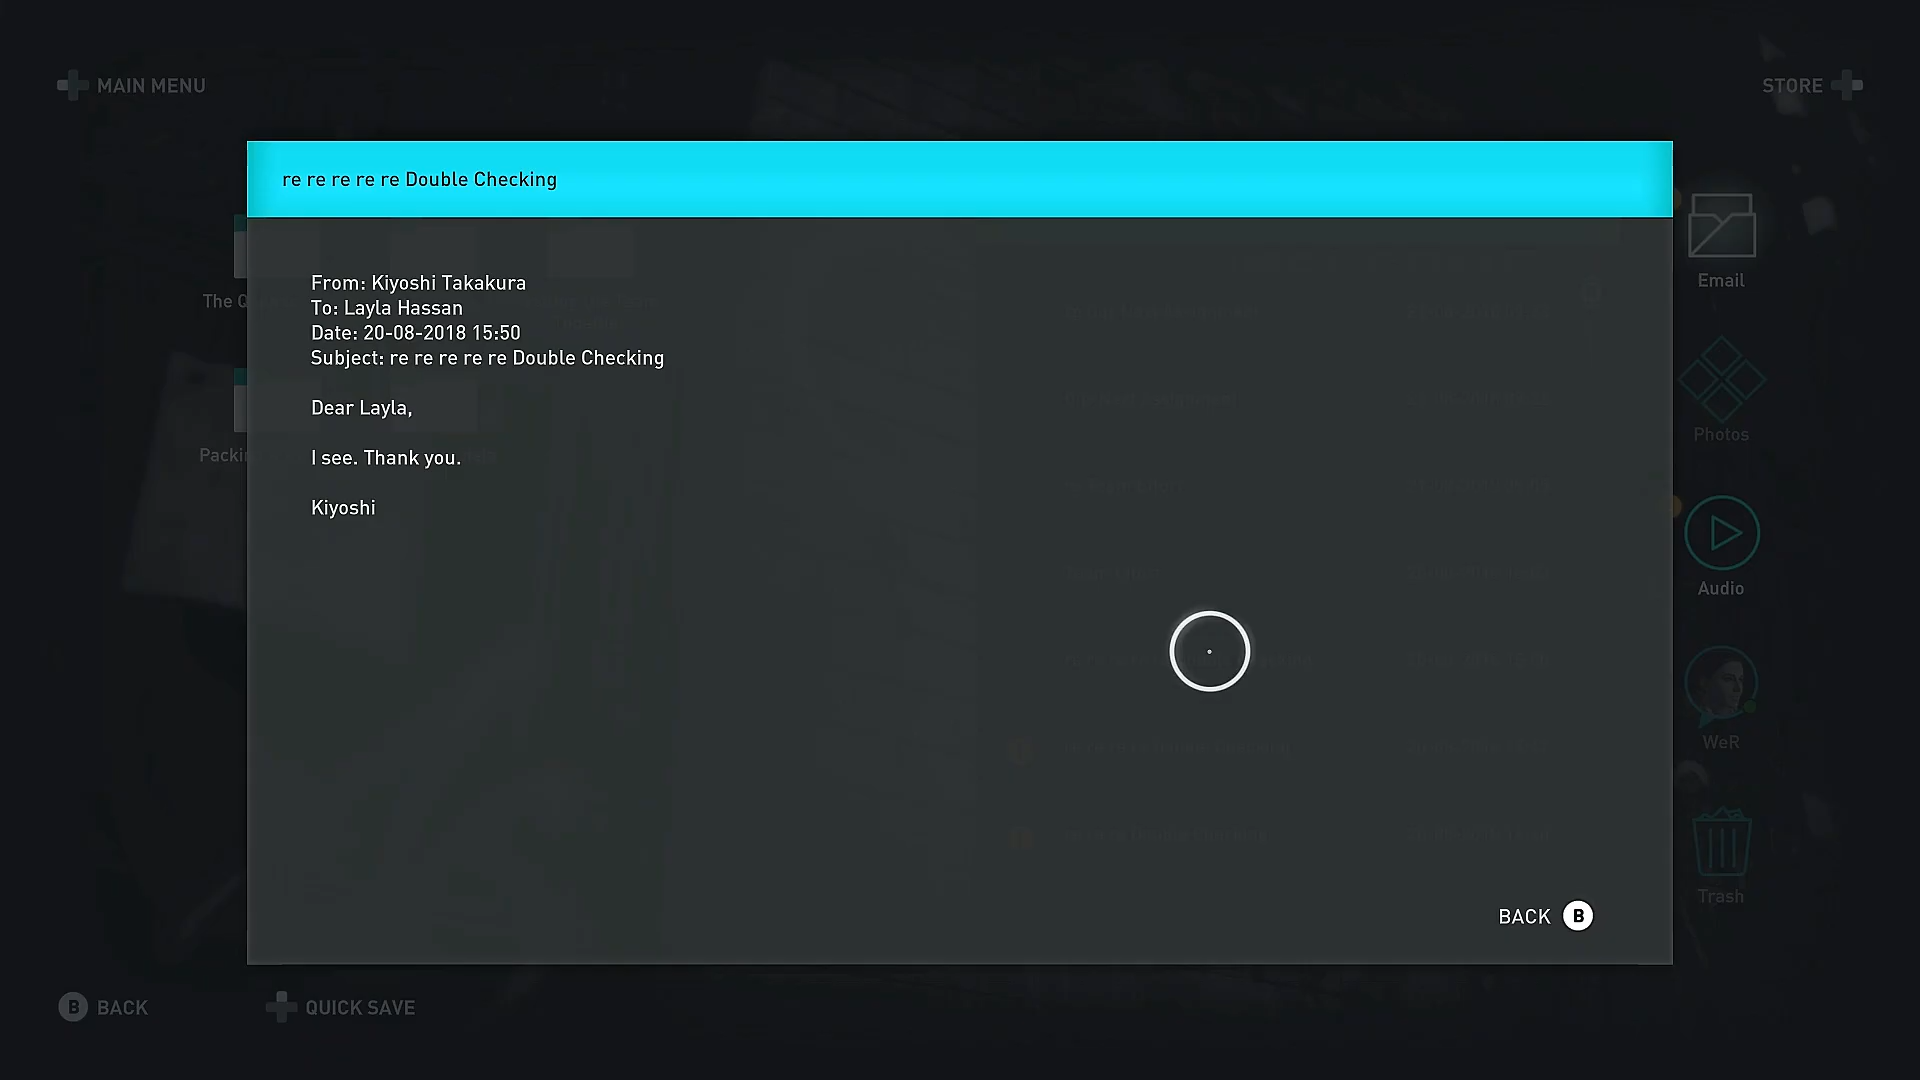 MAIN MENU
STORE
re re re re re Double Checking
From: Kiyoshi Takakura
To: Layla Hassan
Date: 20-08-2018 15:50
Subject: re re re re re Double Checking
Dear Layla,
I see. Thank you.
Kiyoshi
The
Email
Photos
Audio
WeR
Trash
BACK B
B BACK
QUICK SAVE